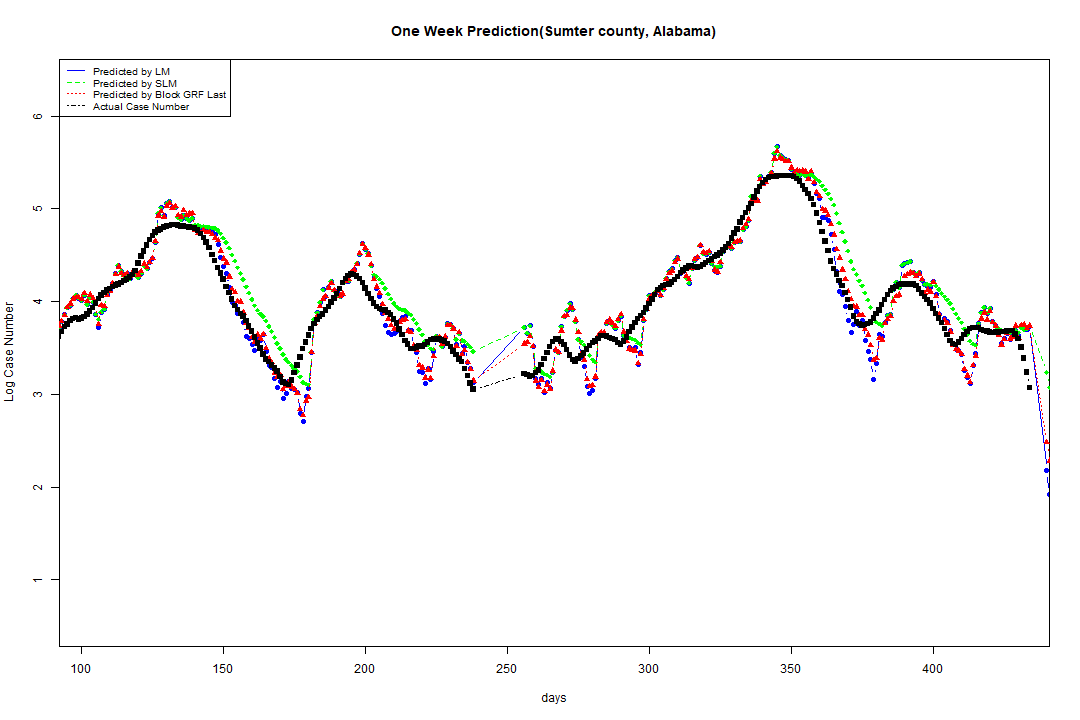 One Week Prediction(Sumter county, Alabama)
Predicted by LM
Predicted by SLM
Predicted by Block GRF Last
Actual Case Number
Log Case Number
6
5
4
3
2
1
100 150 200 250 300 350 400
days